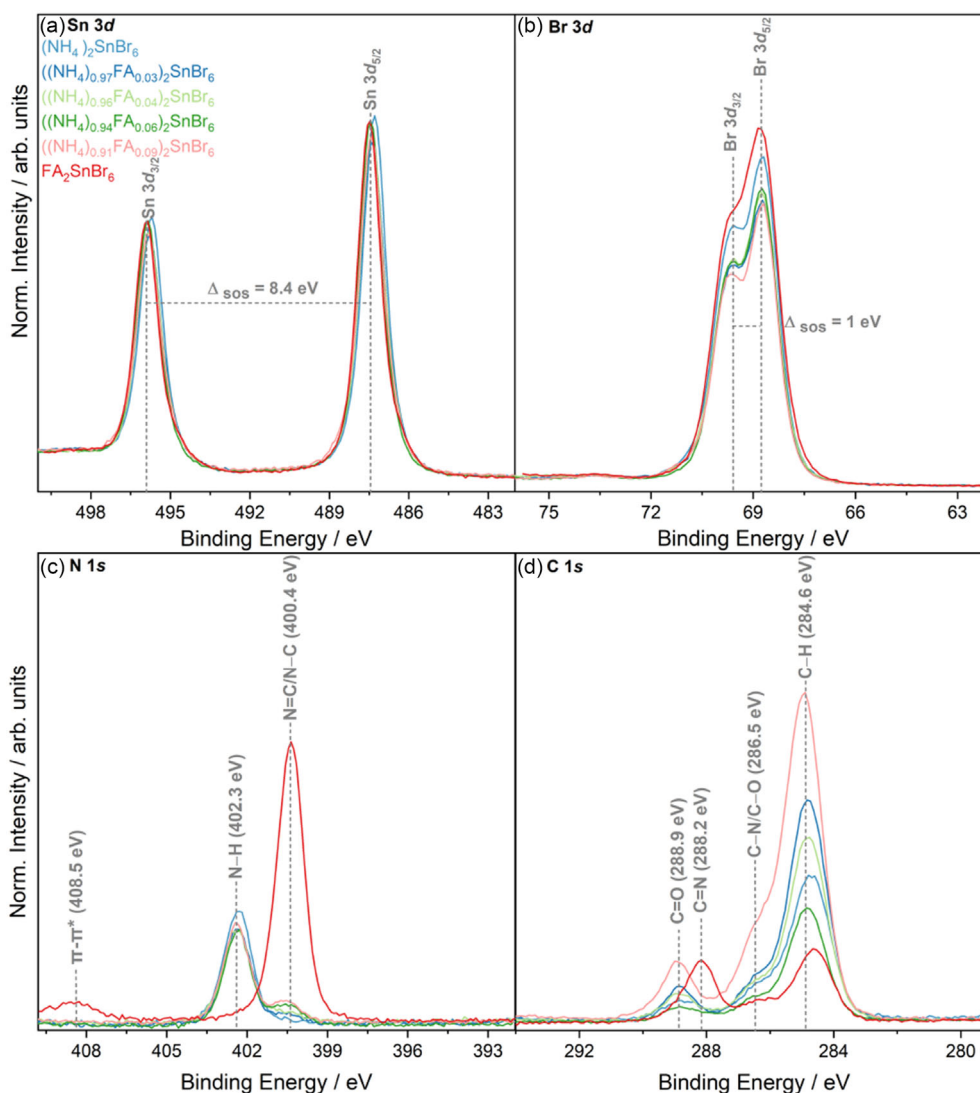 (a) Sn 3d
(NH₄)₂SnBr₆
((NH₄)₀.₉₇FA₀.₀₃)₂SnBr₆
((NH₄)₀.₉₆FA₀.₀₄)₂SnBr₆
((NH₄)₀.₉₄FA₀.₀₆)₂SnBr₆
((NH₄)₀.₉₁FA₀.₀₉)₂SnBr₆
FA₂SnBr₆
Sn 3d₃/₂
Sn 3d₅/₂
Δ SOS = 8.4 eV
Norm. Intensity / arb. units
498 495 492 489 486 483
Binding Energy / eV
(b) Br 3d
Br 3d₃/₂
Br 3d₅/₂
Δ SOS = 1 eV
75 72 69 66 63
Binding Energy / eV
(c) N 1s
π-π* (408.5 eV)
N–H (402.3 eV)
N=C/N–C (400.4 eV)
Norm. Intensity / arb. units
408 405 402 399 396 393
Binding Energy / eV
(d) C 1s
C=O (288.9 eV)
C=N (288.2 eV)
C–N/C–O (286.5 eV)
C–H (284.6 eV)
292 288 284 280
Binding Energy / eV